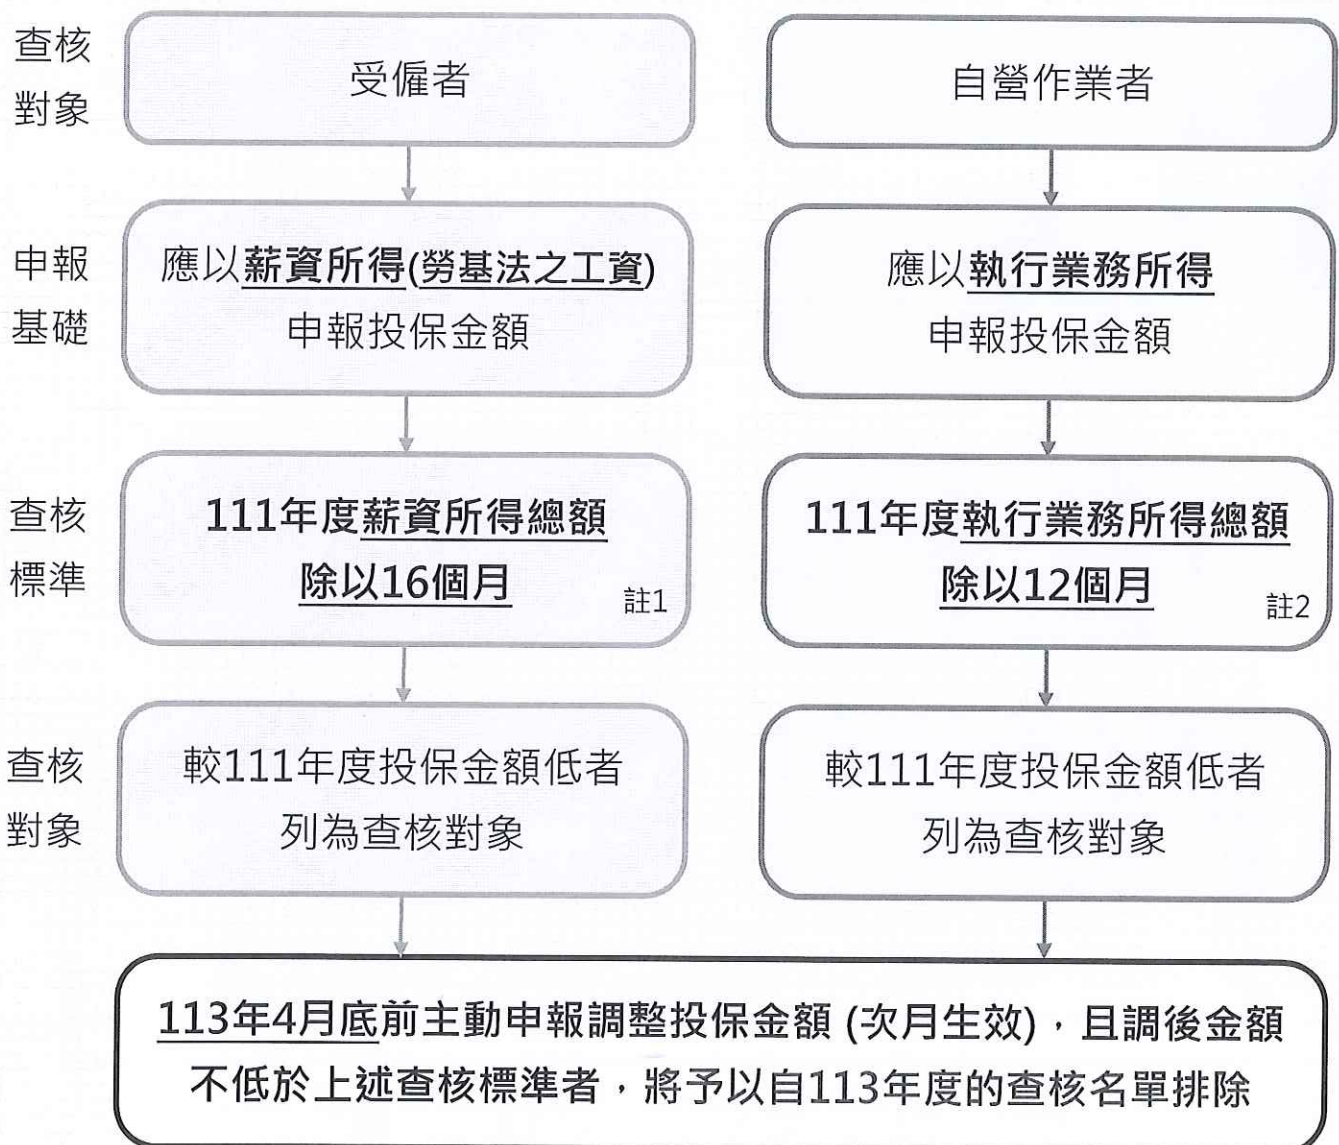 查核
對象
受僱者
自營作業者
申報
基礎
應以薪資所得(勞基法之工資)
申報投保金額
應以執行業務所得
申報投保金額
查核
標準
111年度薪資所得總額
除以16個月
註1
111年度執行業務所得總額
除以12個月
註2
查核
對象
較111年度投保金額低者
列為查核對象
較111年度投保金額低者
列為查核對象
113年4月底前主動申報調整投保金額 (次月生效)，且調後金額
不低於上述查核標準者，將予以自113年度的查核名單排除